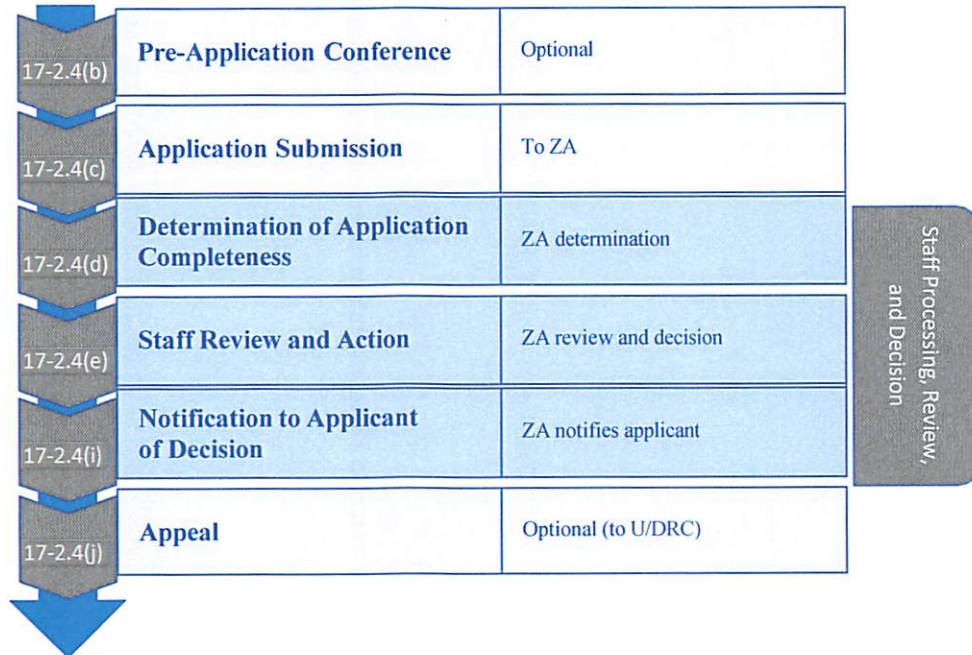 17-2.4(b)
Pre-Application Conference
Optional
17-2.4(c)
Application Submission
To ZA
17-2.4(d)
Determination of Application
Completeness
ZA determination
17-2.4(e)
Staff Review and Action
ZA review and decision
17-2.4(i)
Notification to Applicant
of Decision
ZA notifies applicant
17-2.4(j)
Appeal
Optional (to U/DRC)
Staff Processing, Review,
and Decision